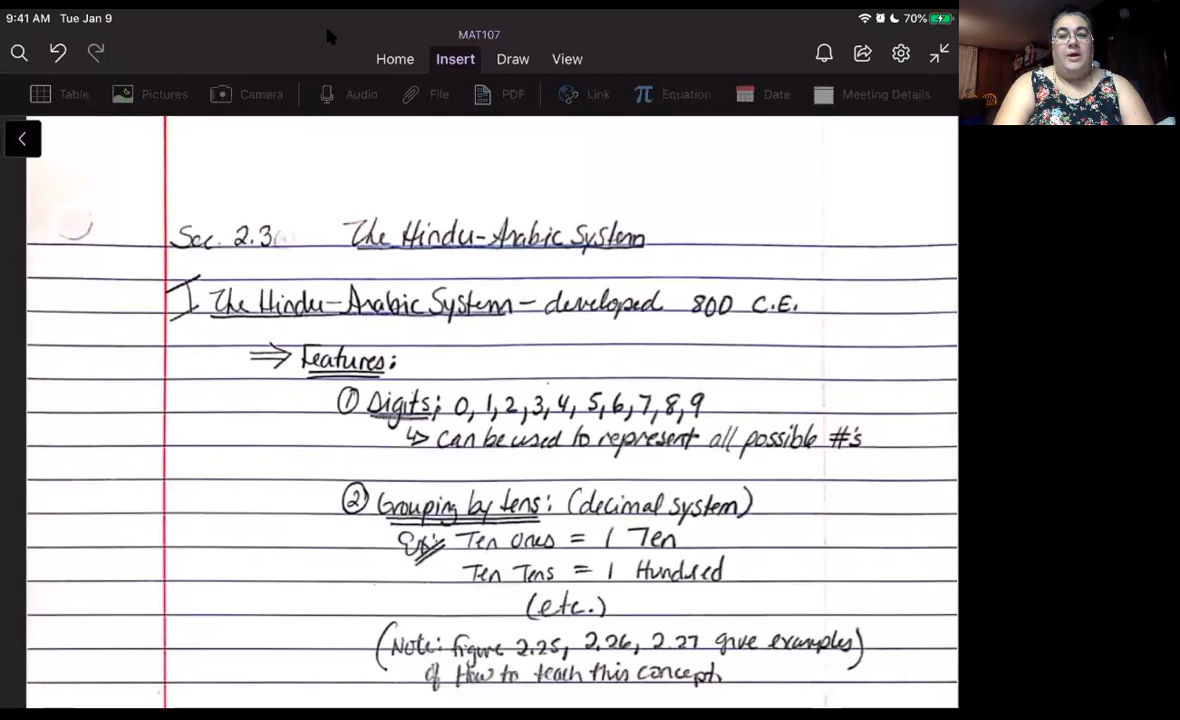 9:41 AM Tue Jan 9
70%
MAT107
Home Insert Draw View
Table Pictures Camera Audio File PDF Link Equation Date Meeting Details
Sec. 2.3 The Hindu-Arabic System
I The Hindu-Arabic System - developed 800 C.E.
⇒ Features:
① Digits; 0, 1, 2, 3, 4, 5, 6, 7, 8, 9
↳ can be used to represent all possible #'s
② Grouping by tens: (decimal system)
Ex: Ten ones = 1 Ten
Ten Tens = 1 Hundred
(etc.)
(Note: figure 2.25, 2.26, 2.27 give examples)
of How to teach this concept.